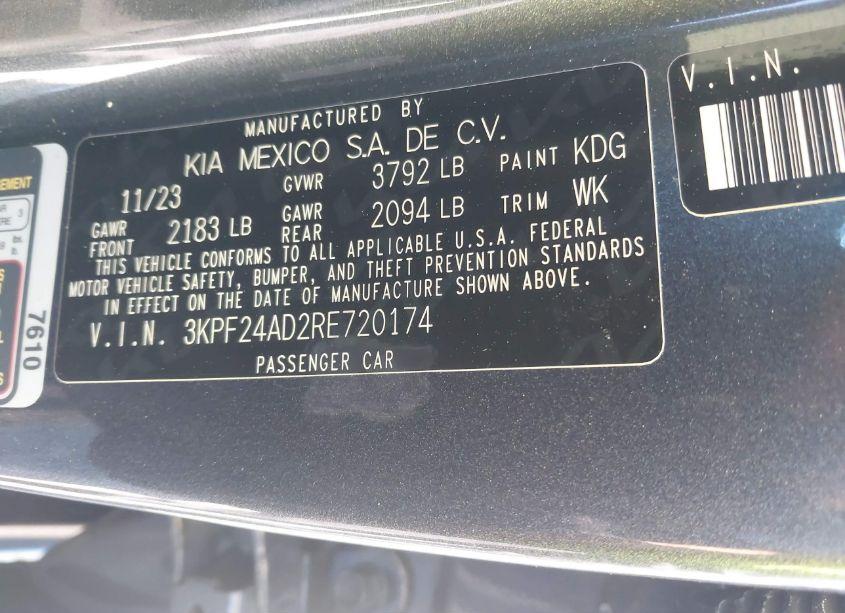 MANUFACTURED BY
KIA MEXICO S.A. DE C.V.
11/23 GVWR 3792 LB PAINT KDG
GAWR FRONT 2183 LB GAWR REAR 2094 LB TRIM WK
THIS VEHICLE CONFORMS TO ALL APPLICABLE U.S.A. FEDERAL
MOTOR VEHICLE SAFETY, BUMPER, AND THEFT PREVENTION STANDARDS
IN EFFECT ON THE DATE OF MANUFACTURE SHOWN ABOVE.
V.I.N. 3KPF24AD2RE720174
PASSENGER CAR
V.I.N.
7610